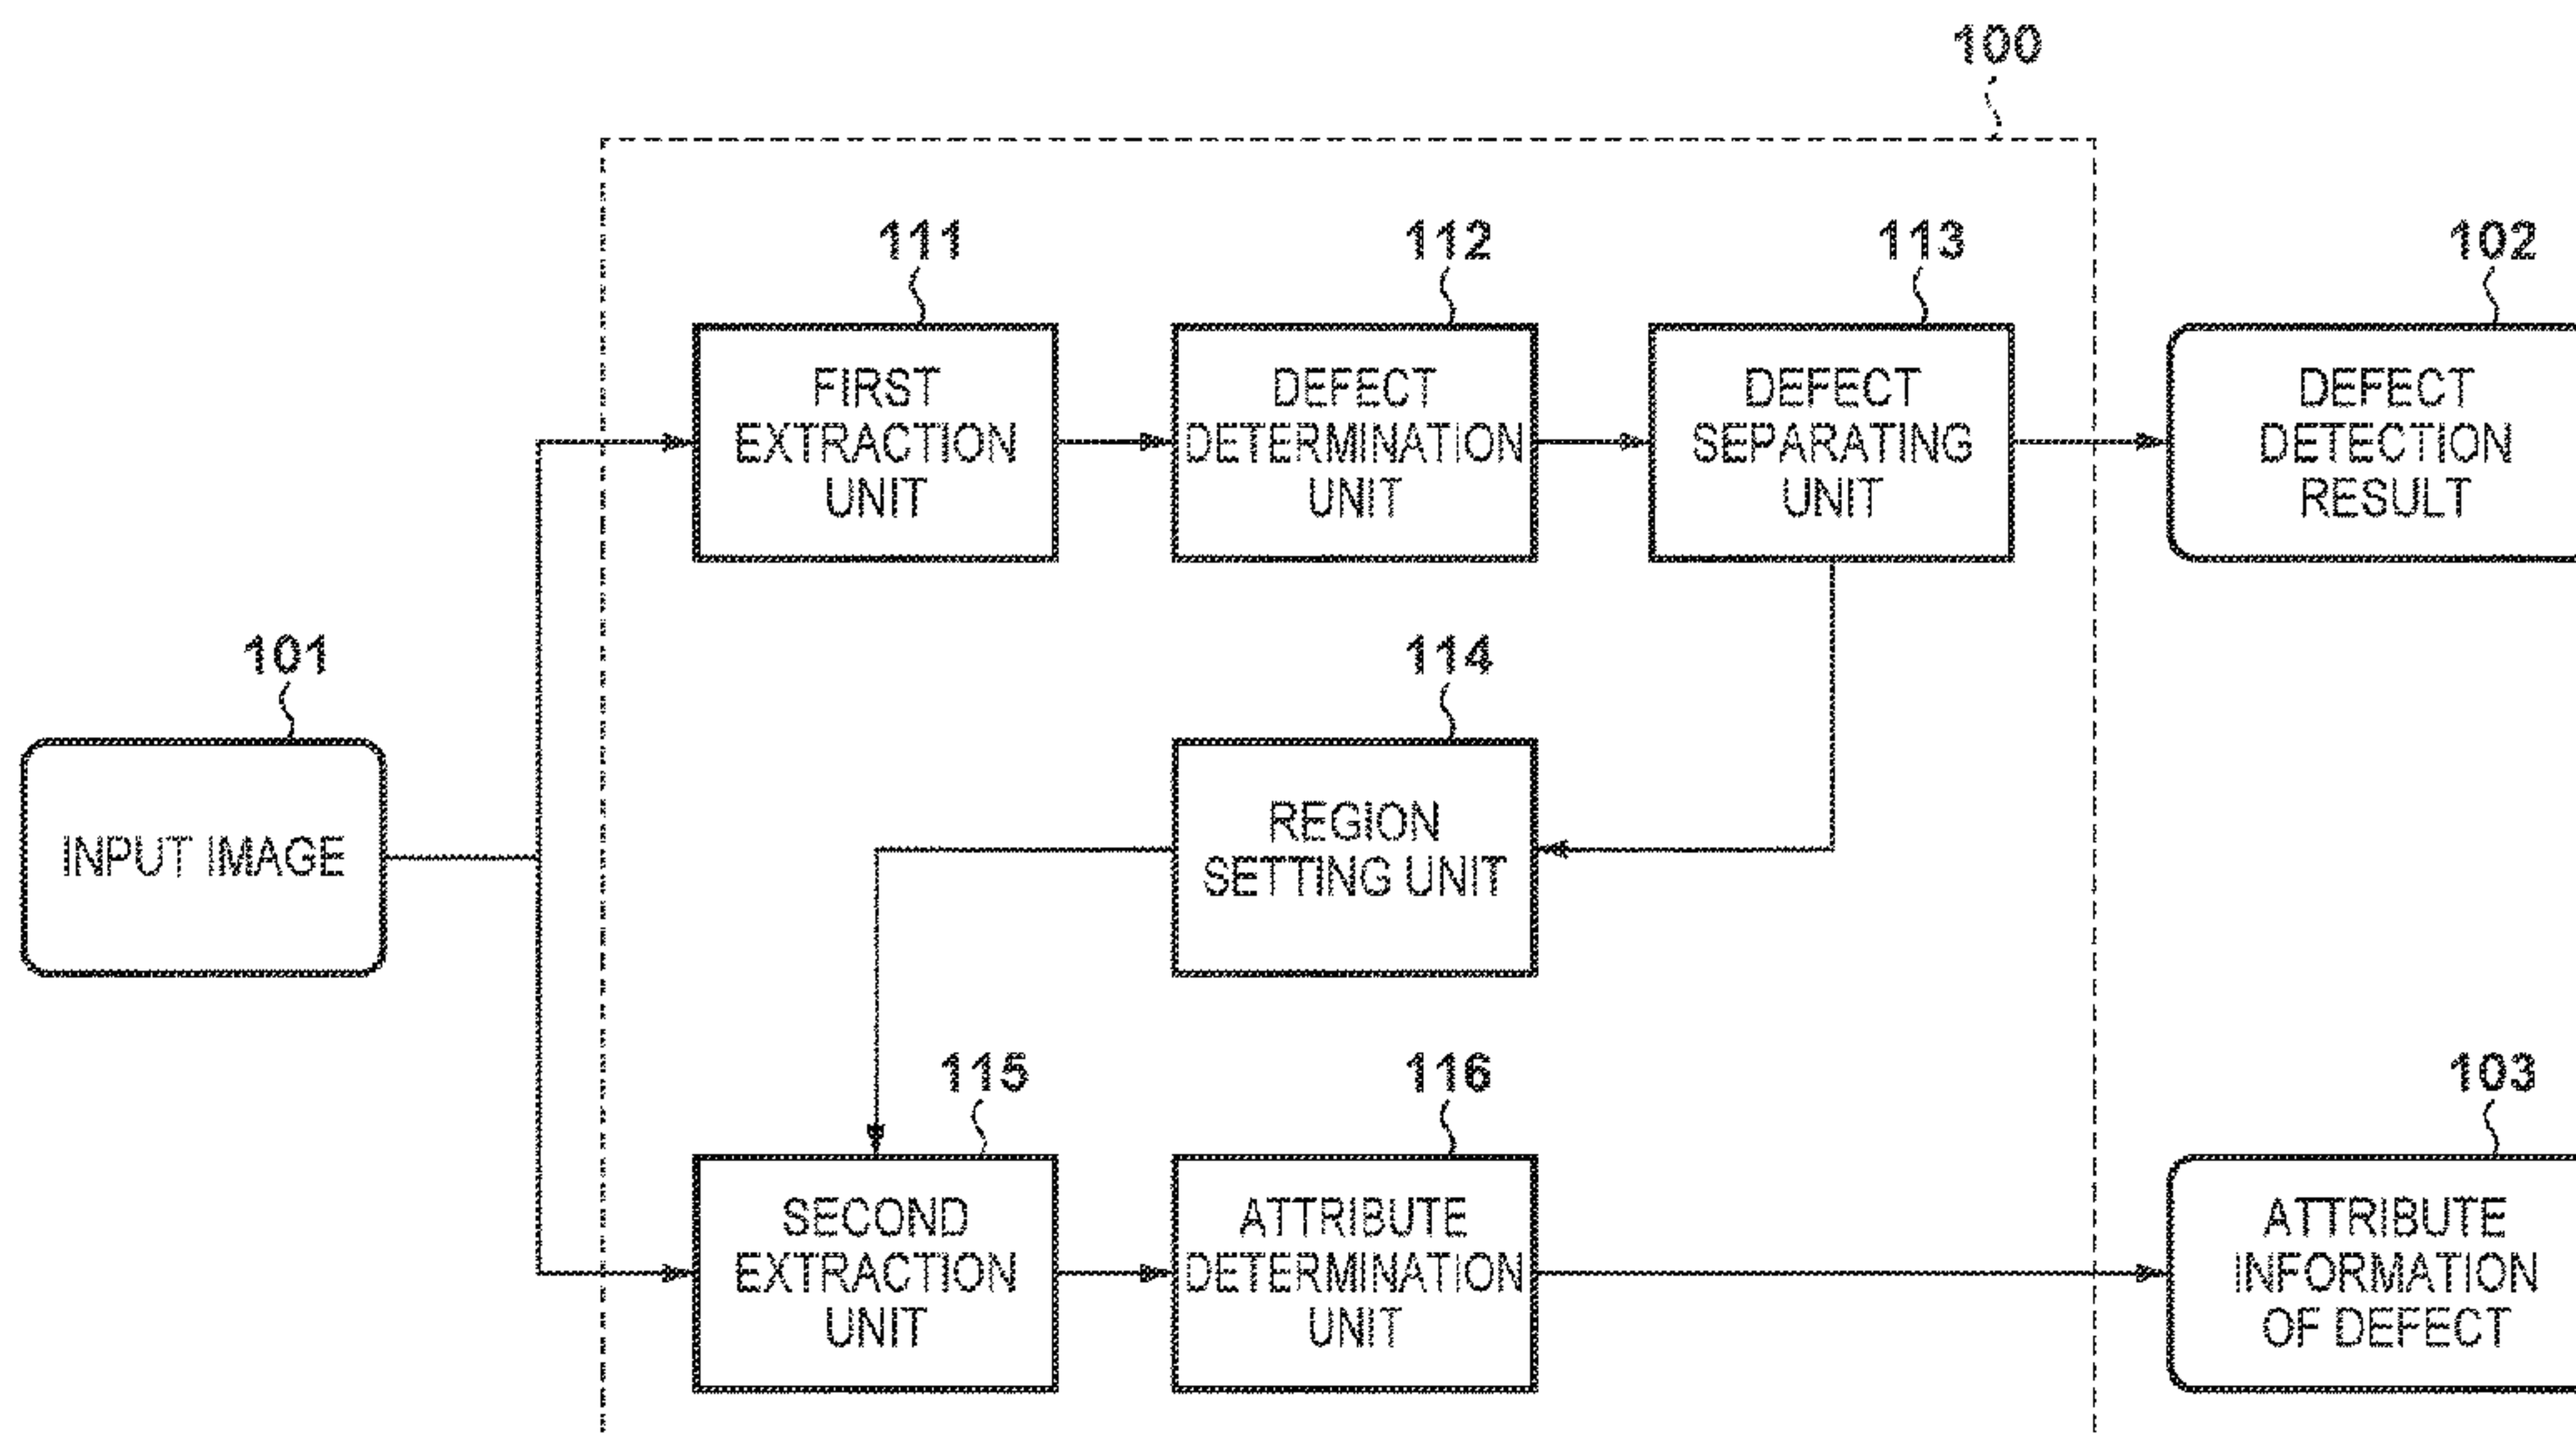 100
111
112
113
102
FIRST
EXTRACTION
UNIT
DEFECT
DETERMINATION
UNIT
DEFECT
SEPARATING
UNIT
DEFECT
DETECTION
RESULT
101
114
INPUT IMAGE
REGION
SETTING UNIT
115
116
103
SECOND
EXTRACTION
UNIT
ATTRIBUTE
DETERMINATION
UNIT
ATTRIBUTE
INFORMATION
OF DEFECT